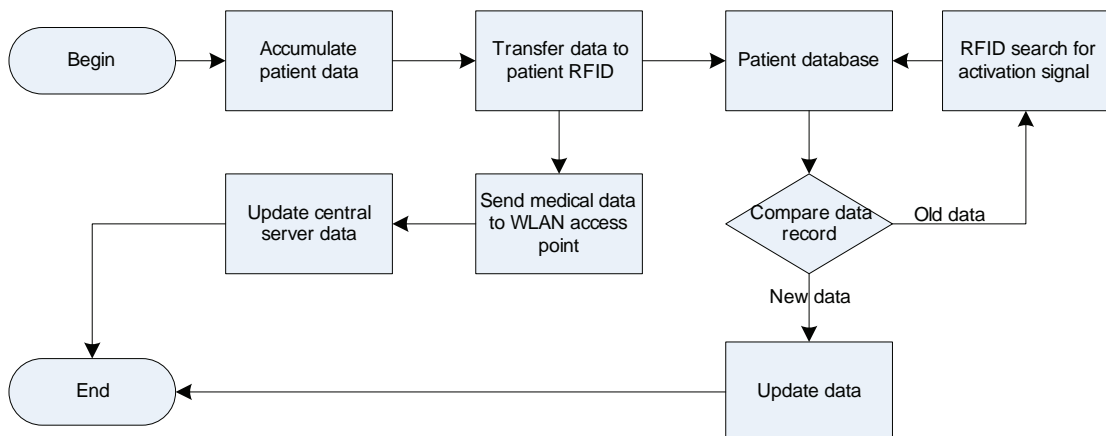 Begin
Accumulate
patient data
Transfer data to
patient RFID
Patient database
RFID search for
activation signal
Update central
server data
Send medical data
to WLAN access
point
Compare data
record
Old data
New data
End
Update data